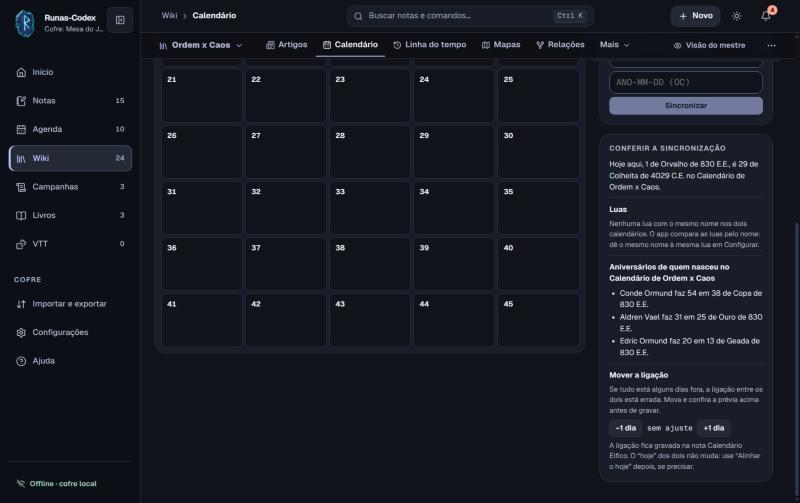 Runas-Codex
Cofre: Mesa do J…
Wiki
Calendário
Buscar notas e comandos…
Ctrl K
Novo
4
Ordem x Caos
Artigos
Calendário
Linha do tempo
Mapas
Relações
Mais
Visão do mestre
Início
Notas 15
Agenda 10
Wiki 24
Campanhas 3
Livros 3
VTT 0
COFRE
Importar e exportar
Configurações
Ajuda
Offline · cofre local
21 22 23 24 25
26 27 28 29 30
31 32 33 34 35
36 37 38 39 40
41 42 43 44 45
ANO-MM-DD (OC)
Sincronizar
CONFERIR A SINCRONIZAÇÃO
Hoje aqui, 1 de Orvalho de 830 E.E., é 29 de
Colheita de 4029 C.E. no Calendário de
Ordem x Caos.
Luas
Nenhuma lua com o mesmo nome nos dois
calendários. O app compara as luas pelo nome:
dê o mesmo nome à mesma lua em Configurar.
Aniversários de quem nasceu no
Calendário de Ordem x Caos
• Conde Ormund faz 54 em 38 de Copa de
830 E.E.
• Aldren Vael faz 31 em 25 de Ouro de 830
E.E.
• Edric Ormund faz 20 em 13 de Geada de
830 E.E.
Mover a ligação
Se tudo está alguns dias fora, a ligação entre os
dois está errada. Mova e confira a prévia acima
antes de gravar.
−1 dia sem ajuste +1 dia
A ligação fica gravada na nota Calendário
Élfico. O "hoje" dos dois não muda: use "Alinhar
o hoje" depois, se precisar.